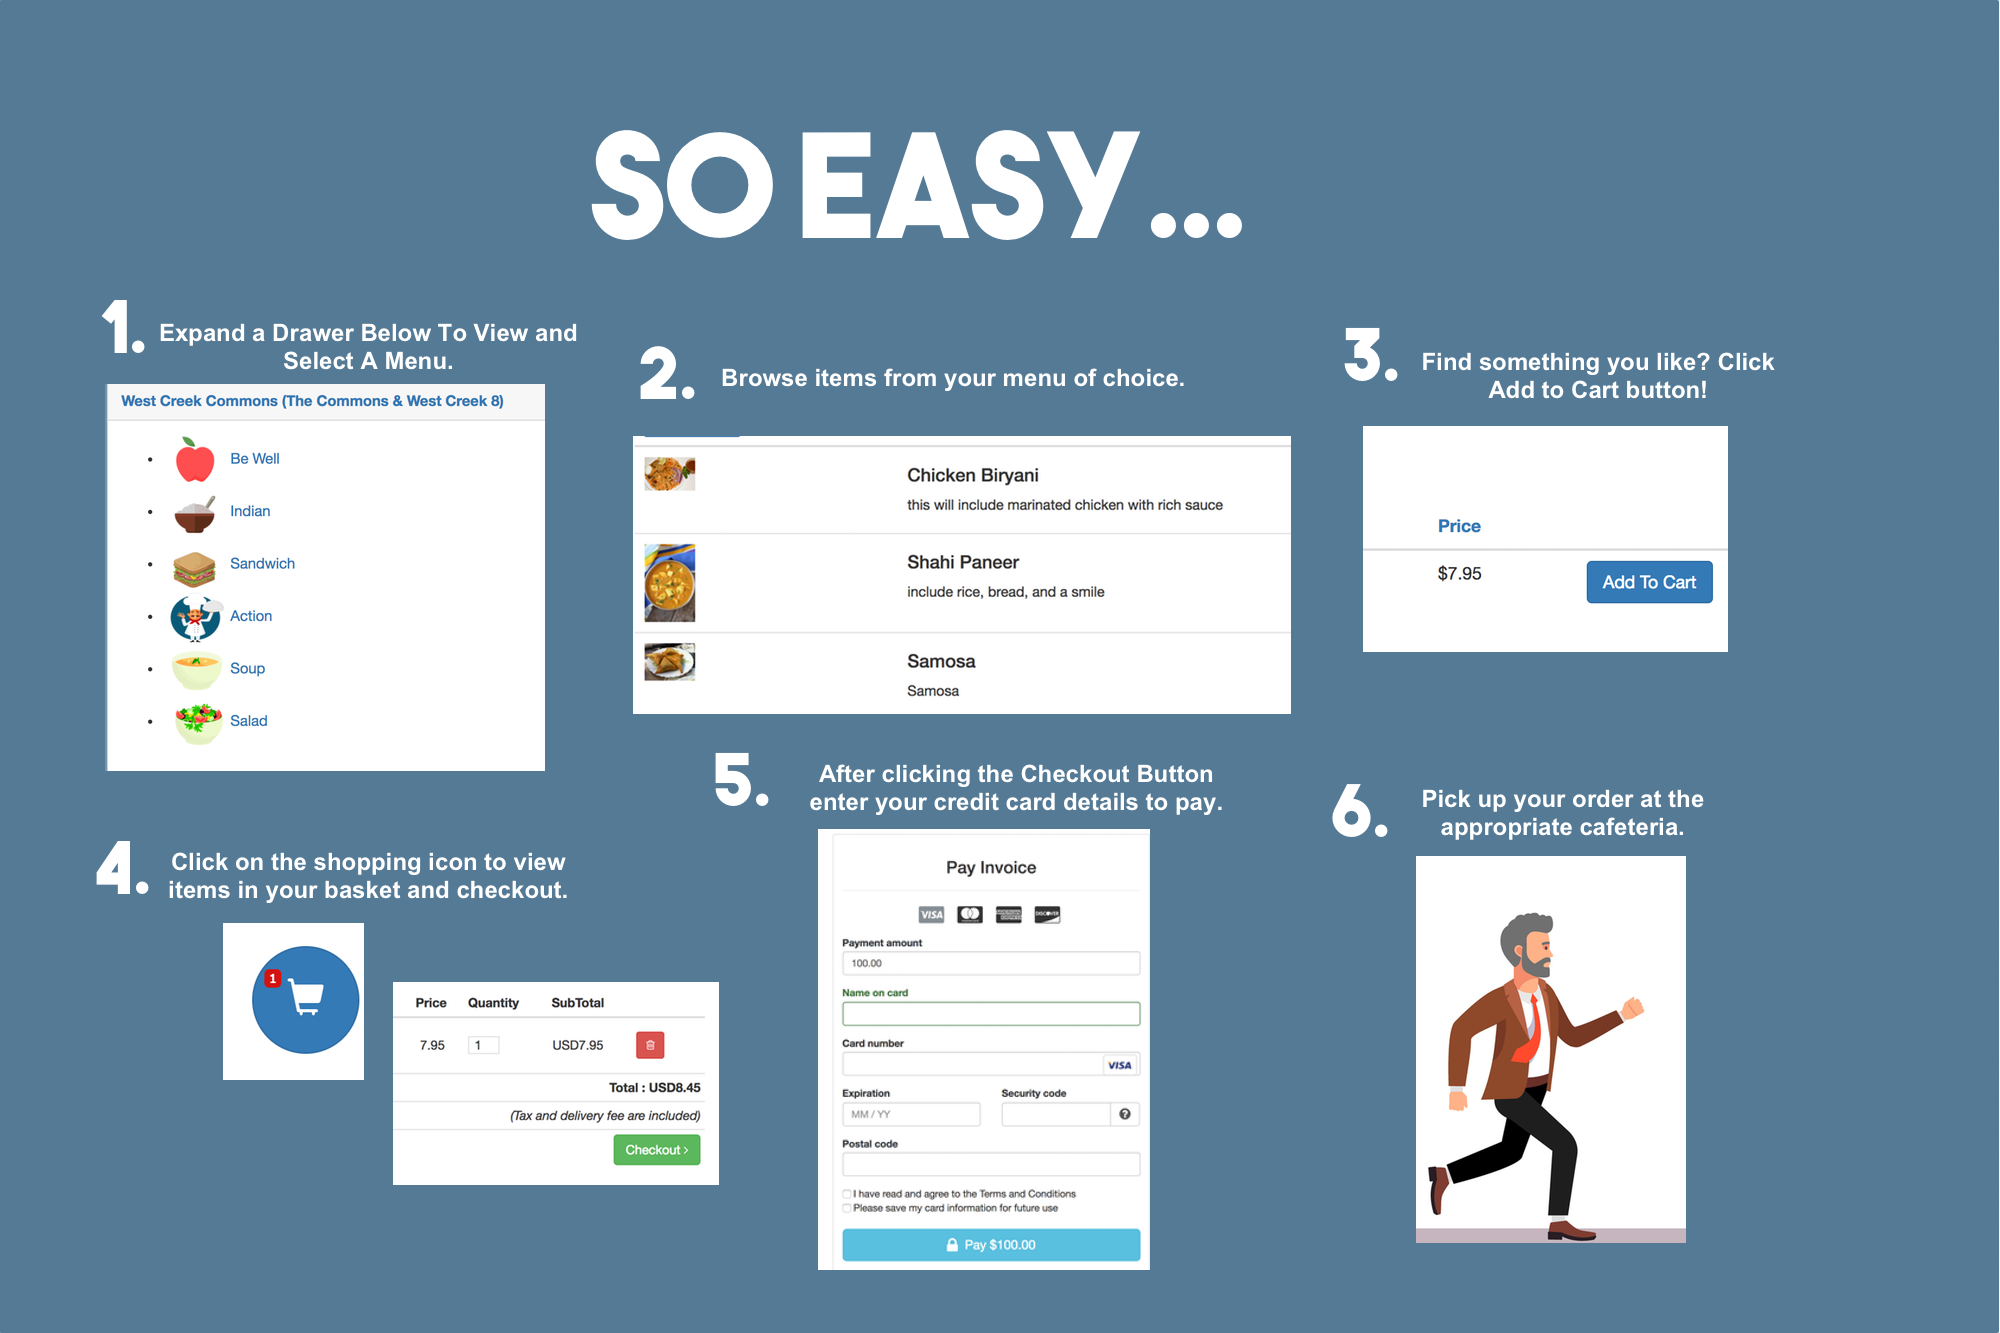 SO EASY...
1.
Expand a Drawer Below To View and
Select A Menu.
West Creek Commons (The Commons & West Creek 8)
Be Well
Indian
Sandwich
Action
Soup
Salad
2.
Browse items from your menu of choice.
Chicken Biryani
this will include marinated chicken with rich sauce
Shahi Paneer
include rice, bread, and a smile
Samosa
Samosa
3.
Find something you like? Click
Add to Cart button!
Price
$7.95
Add To Cart
4.
Click on the shopping icon to view
items in your basket and checkout.
1
Price Quantity SubTotal
7.95 1 USD7.95
Total : USD8.45
(Tax and delivery fee are included)
Checkout ›
5.
After clicking the Checkout Button
enter your credit card details to pay.
Pay Invoice
VISA DISCOVER
Payment amount
100.00
Name on card
Card number
VISA
Expiration Security code
MM / YY ?
Postal code
I have read and agree to the Terms and Conditions
Please save my card information for future use
Pay $100.00
6.
Pick up your order at the
appropriate cafeteria.